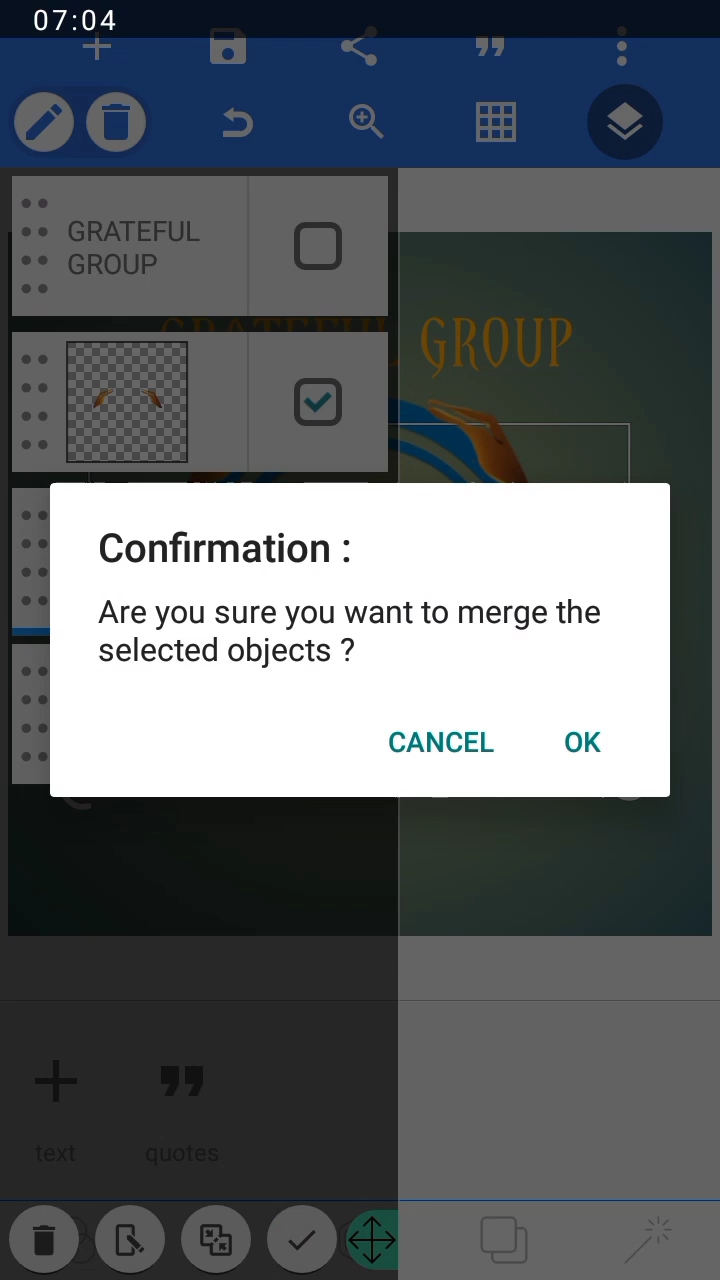 07:04
GRATEFUL
GROUP
GRATEFUL GROUP
Confirmation :
Are you sure you want to merge the
selected objects ?
CANCEL
OK
text
quotes